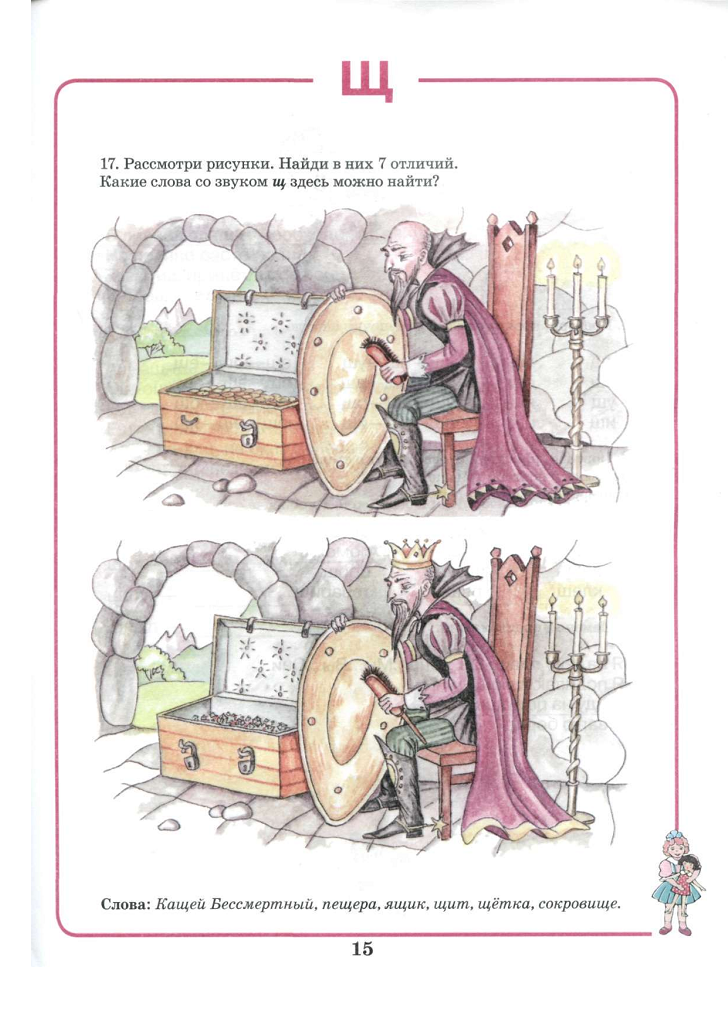 Щ
17. Рассмотри рисунки. Найди в них 7 отличий.
Какие слова со звуком щ здесь можно найти?
Слова: Кащей Бессмертный, пещера, ящик, щит, щётка, сокровище.
15